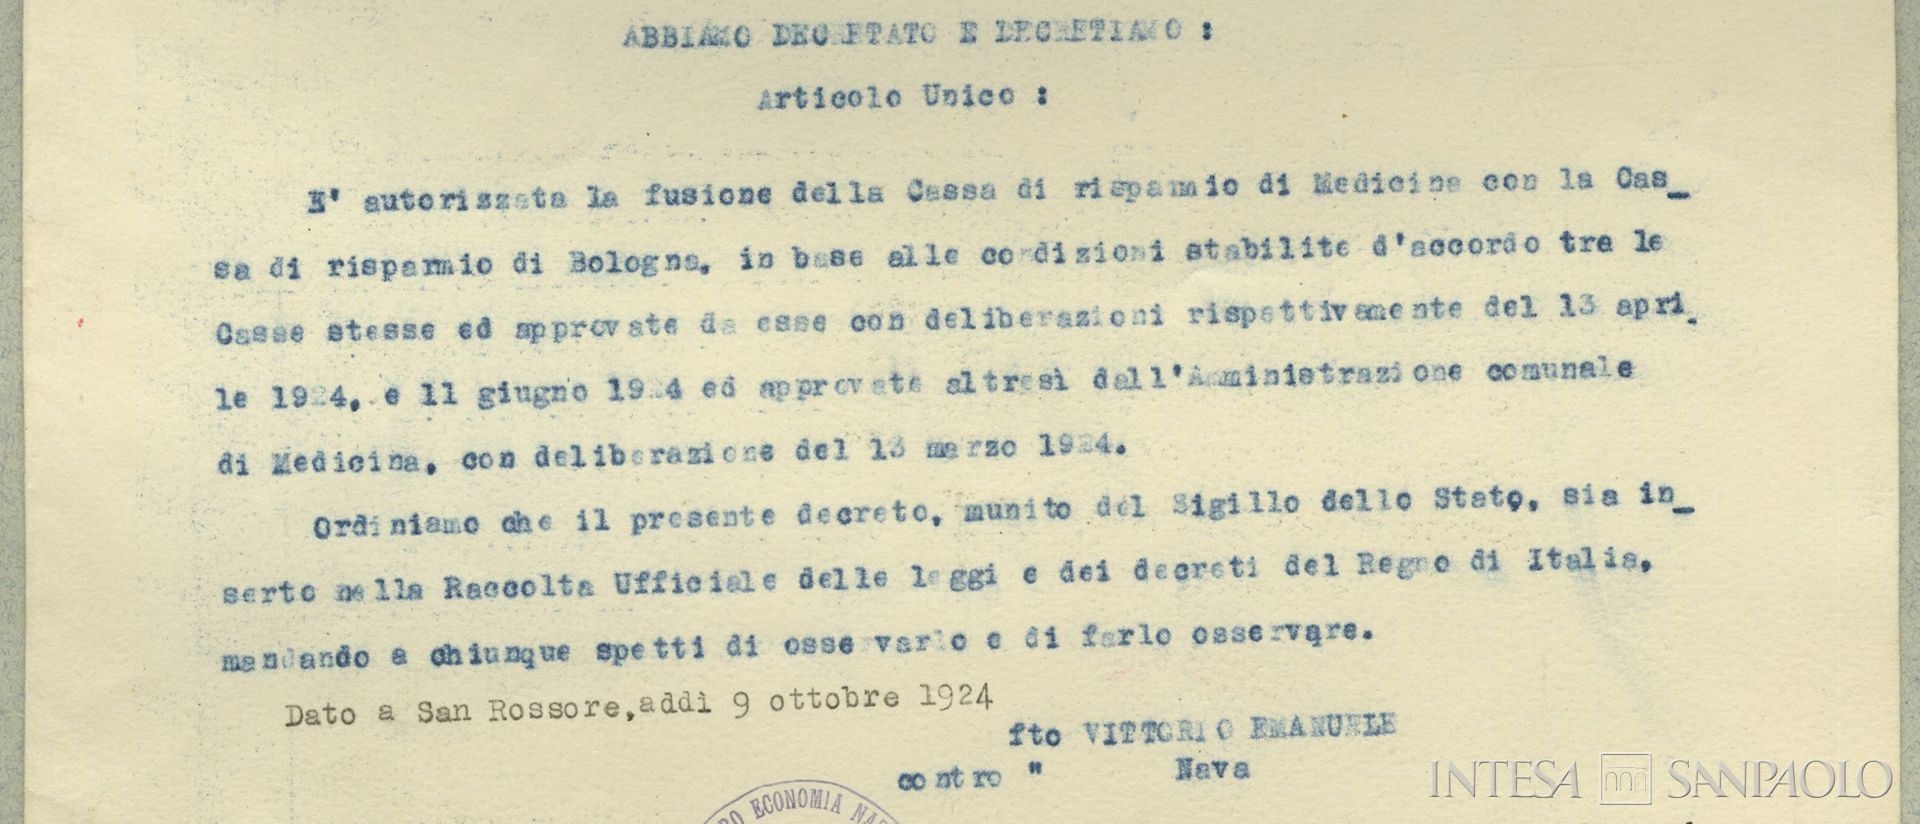 ABBIAMO DECRETATO E DECRETIAMO :
Articolo Unico :
E' autorizzata la fusione della Cassa di risparmio di Medicina con la Cas_
sa di risparmio di Bologna, in base alle condizioni stabilite d'accordo tra le
Casse stesse ed approvate da esse con deliberazioni rispettivamente del 13 apri_
le 1924, e 11 giugno 1924 ed approvate altresì dall'Amministrazione comunale
di Medicina, con deliberazione del 13 marzo 1924.
Ordiniamo che il presente decreto, munito del Sigillo dello Stato, sia in_
serto nella Raccolta Ufficiale delle leggi e dei decreti del Regno di Italia,
mandando a chiunque spetti di osservarlo e di farlo osservare.
Dato a San Rossore, addì 9 ottobre 1924
fto VITTORIO EMANUELE
contro " Nava
ECONOMIA
INTESA SANPAOLO